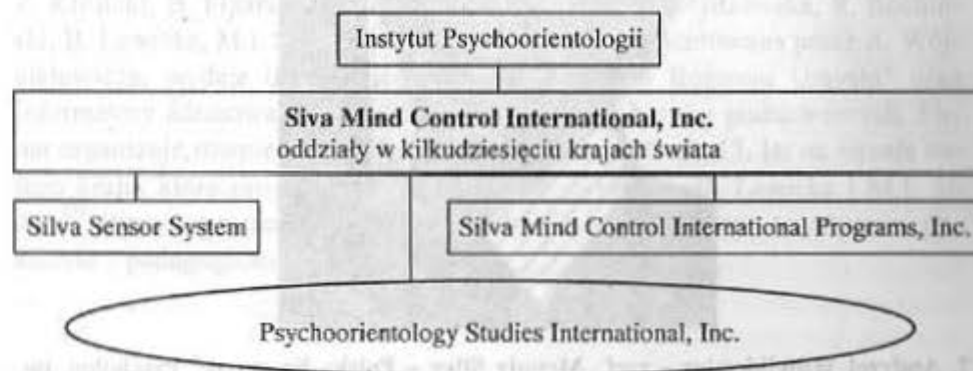 Instytut Psychoorientologii
Siva Mind Control International, Inc.
oddziały w kilkudziesięciu krajach świata
Silva Sensor System
Silva Mind Control International Programs, Inc.
Psychoorientology Studies International, Inc.